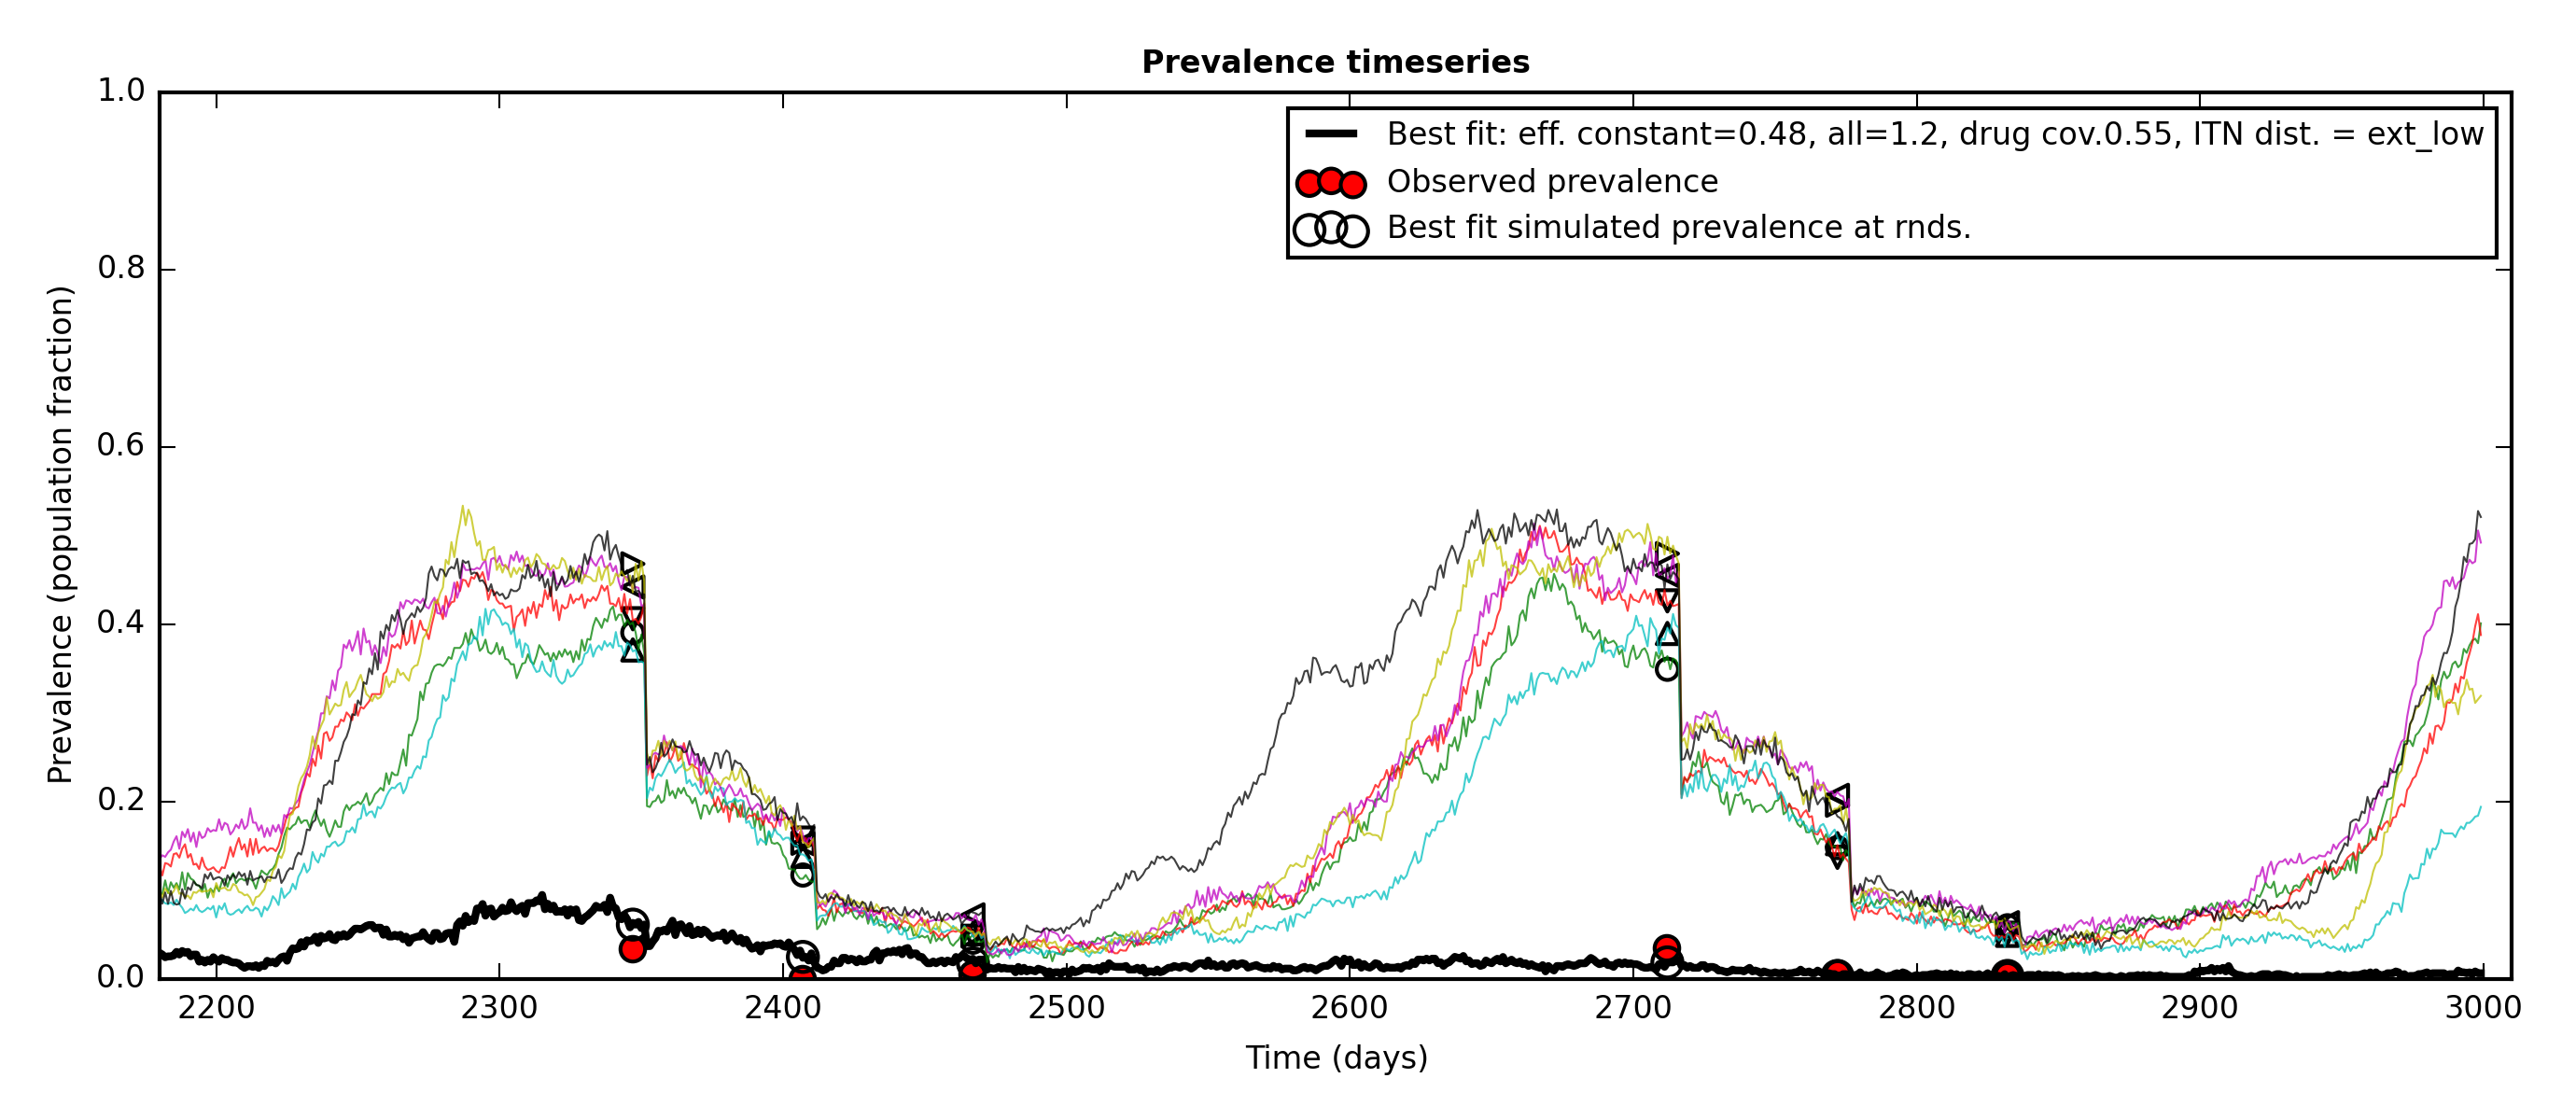 Prevalence timeseries
Best fit: eff. constant=0.48, all=1.2, drug cov.0.55, ITN dist. = ext_low
Observed prevalence
Best fit simulated prevalence at rnds.
Prevalence (population fraction)
1.0
0.8
0.6
0.4
0.2
0.0
2200 2300 2400 2500 2600 2700 2800 2900 3000
Time (days)